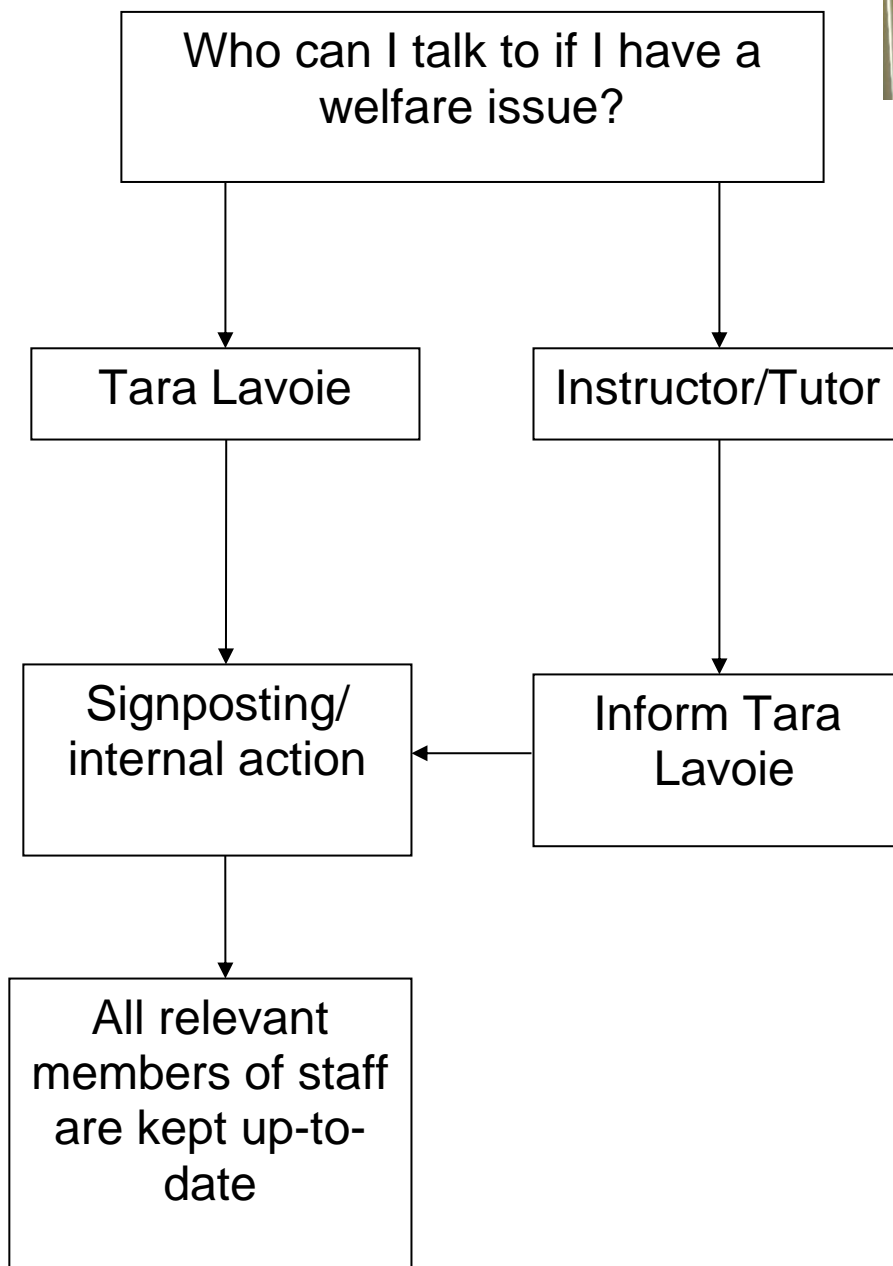 Who can I talk to if I have a
welfare issue?
Tara Lavoie
Instructor/Tutor
Signposting/
internal action
Inform Tara
Lavoie
All relevant
members of staff
are kept up-to-
date